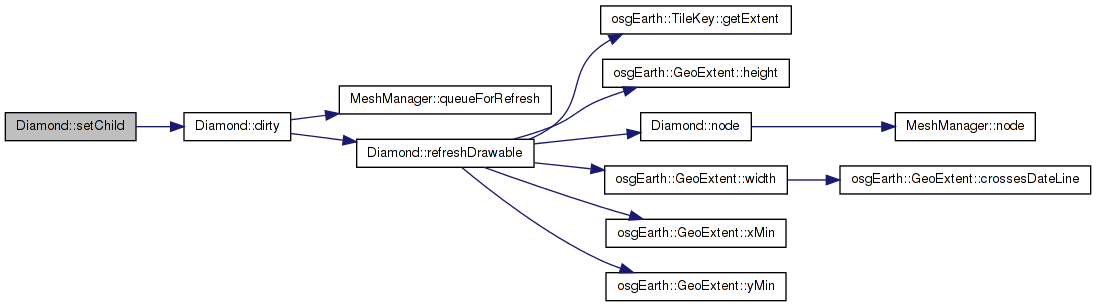 osgEarth::TileKey::getExtent
osgEarth::GeoExtent::height
MeshManager::queueForRefresh
Diamond::setChild
Diamond::dirty
Diamond::node
MeshManager::node
Diamond::refreshDrawable
osgEarth::GeoExtent::width
osgEarth::GeoExtent::crossesDateLine
osgEarth::GeoExtent::xMin
osgEarth::GeoExtent::yMin